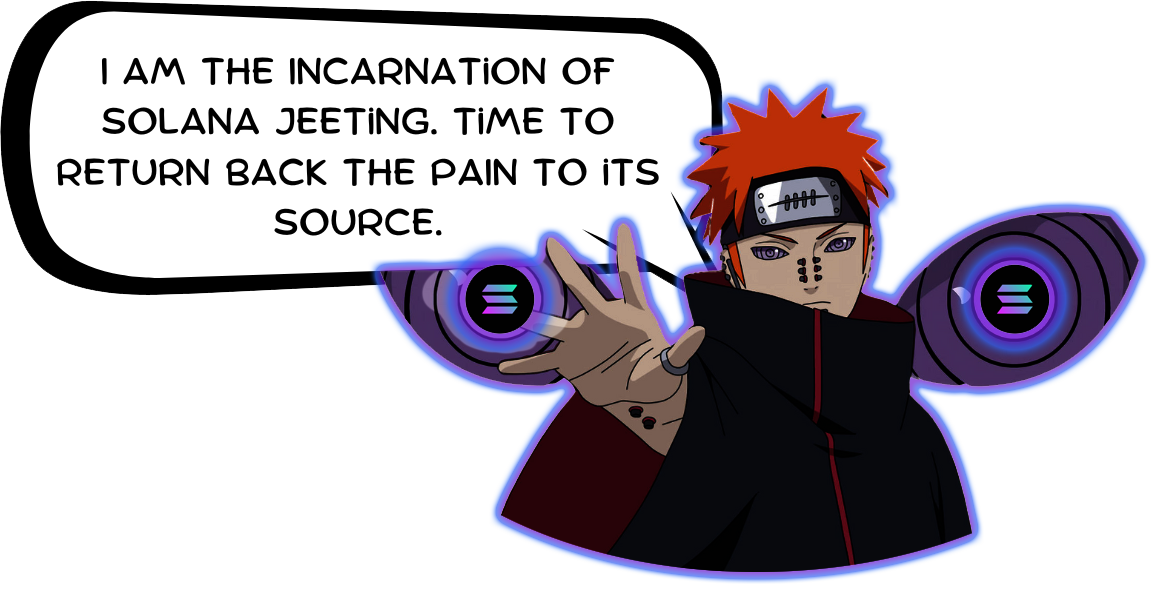 I AM THE INCARNATION OF
SOLANA JEETING. TIME TO
RETURN BACK THE PAIN TO ITS
SOURCE.